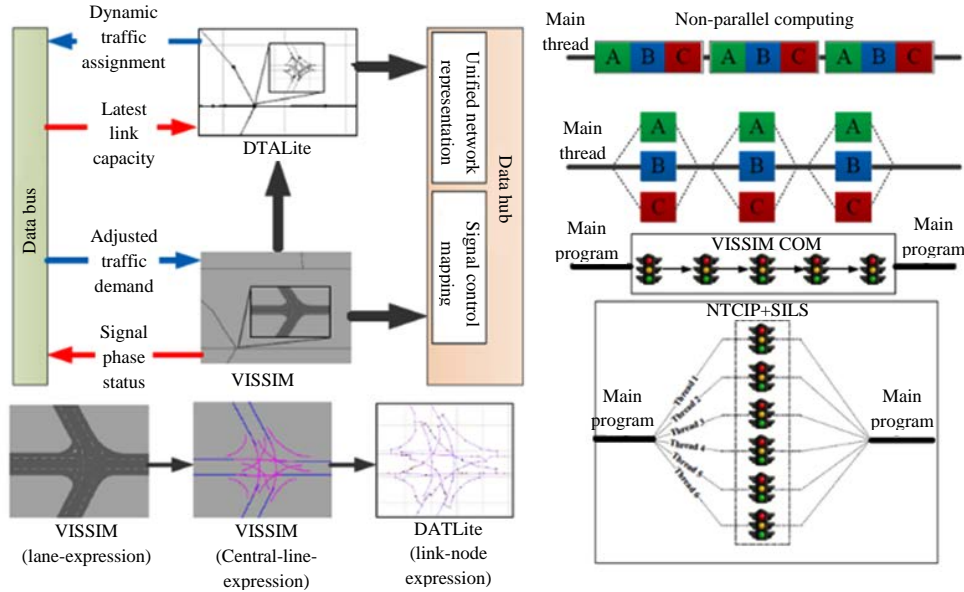 Data bus
Dynamic
traffic
assignment
Latest
link
capacity
DTALite
Adjusted
traffic
demand
Signal
phase
status
VISSIM
Unified network
representation
Signal control
mapping
Data hub
VISSIM
(lane-expression)
VISSIM
(Central-line-
expression)
DATLite
(link-node
expression)
Non-parallel computing
Main
thread
A B C A B C A B C
Main
thread
A A A
B B B
C C C
Main
program
VISSIM COM
Main
program
NTCIP+SILS
Main
program
Thread 1
Thread 2
Thread 3
Thread 4
Thread 5
Thread 6
Main
program